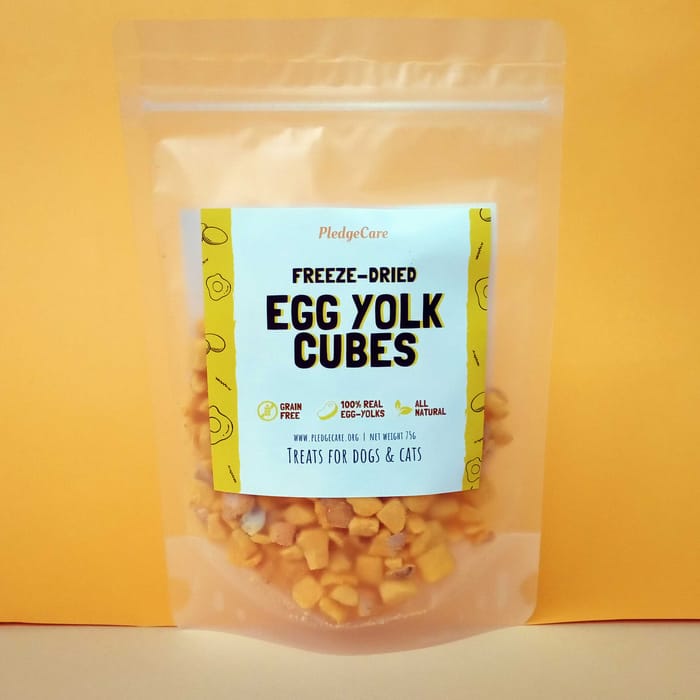 PledgeCare
FREEZE-DRIED
EGG YOLK
CUBES
GRAIN
FREE
100% REAL
EGG-YOLKS
ALL
NATURAL
WWW.PLEDGECARE.ORG | NET WEIGHT 75G
TREATS FOR DOGS & CATS